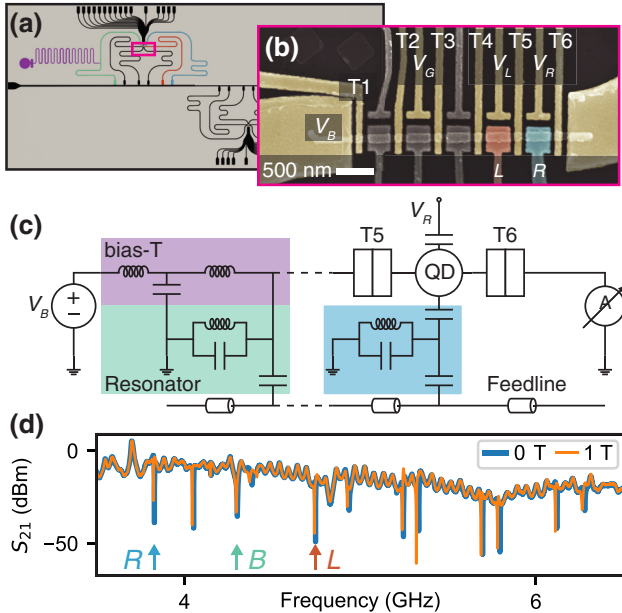 (a)
(b)
T1
T2
T3
T4
T5
T6
V_G
V_L
V_R
V_B
500 nm
L
R
(c)
V_R
bias-T
T5
T6
QD
V_B
A
Resonator
Feedline
(d)
0 T
1 T
S_21 (dBm)
0
−50
R
B
L
4
6
Frequency (GHz)